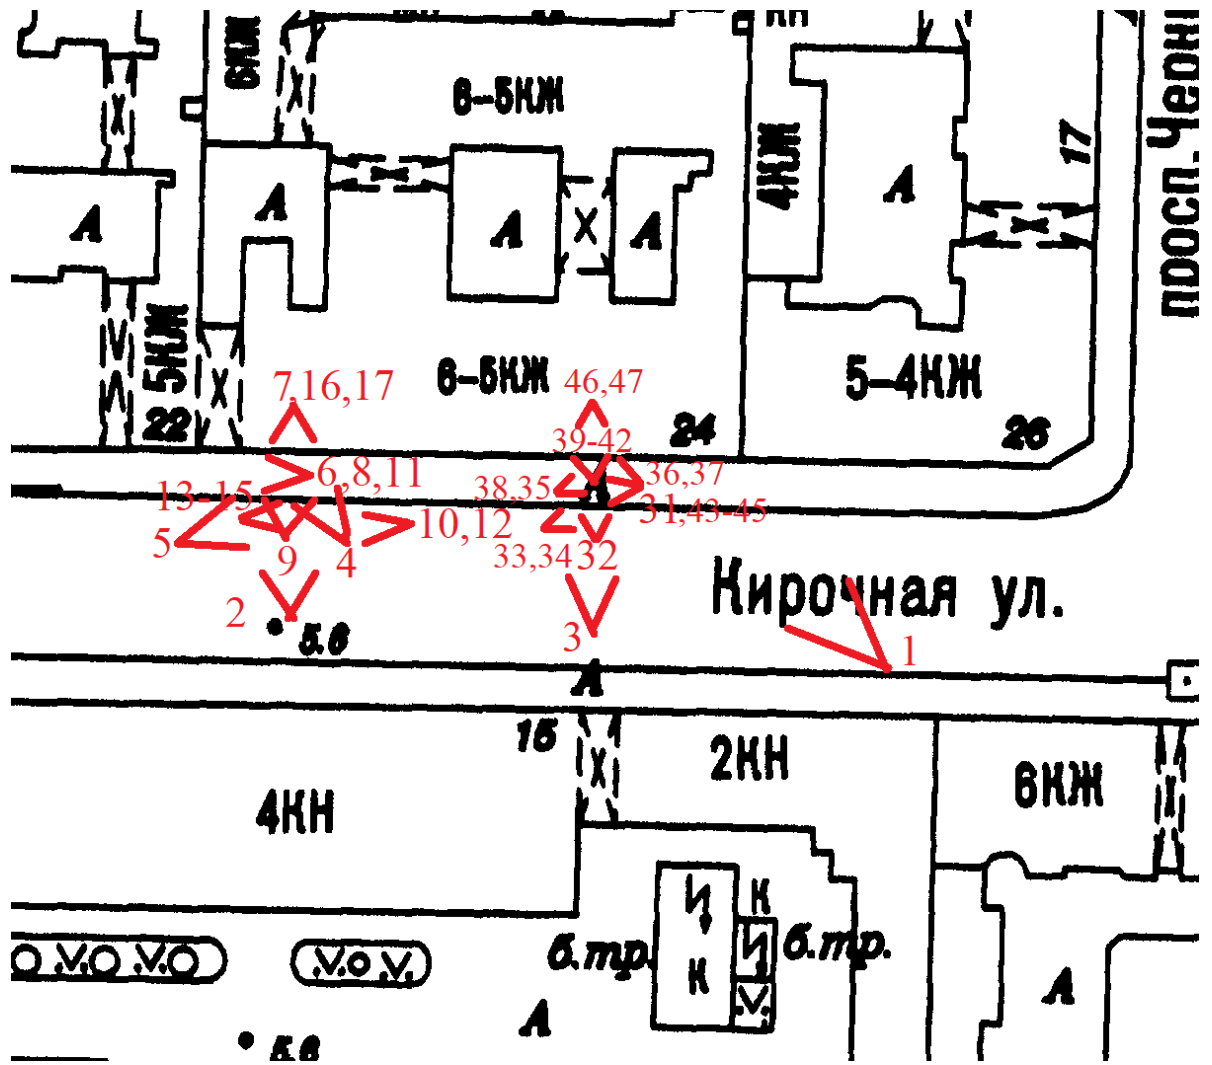 6КЖ
КН
6-5КЖ
4КЖ
17
просп. Черн
А
А
А
А
А
5КЖ
22
6-5КЖ
24
5-4КЖ
26
7,16,17
46,47
39-42
6,8,11
36,37
38,35
А
13-15
31,43-45
10,12
5
9
4
33,34
32
Кирочная ул.
2
5.6
3
1
А
15
2КН
6КЖ
4КН
К
б.тр.
К
б.тр.
А
А
5.6